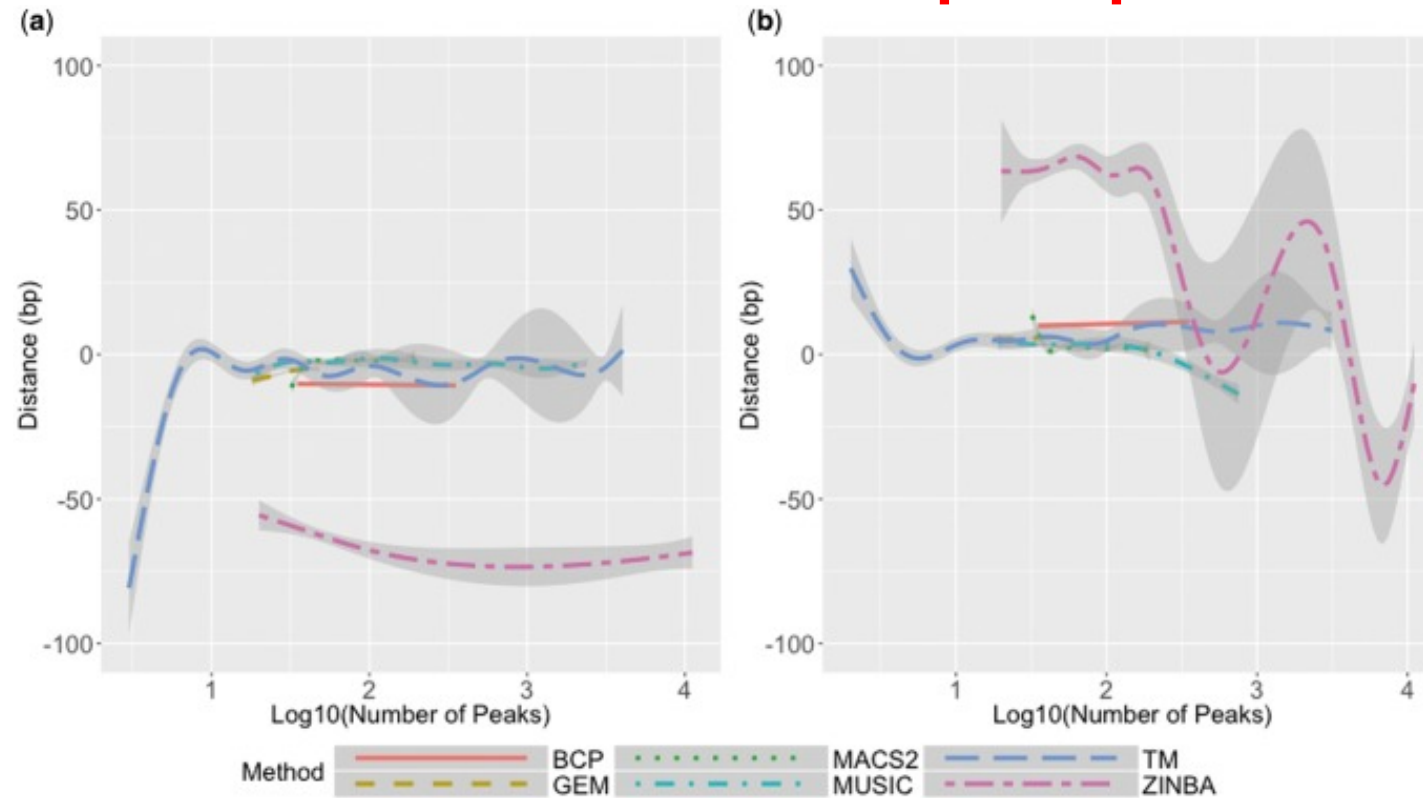 (a)
(b)
100
50
0
-50
-100
Distance (bp)
1 2 3 4
Log10(Number of Peaks)
100
50
0
-50
-100
Distance (bp)
1 2 3 4
Log10(Number of Peaks)
Method
BCP MACS2 TM
GEM MUSIC ZINBA